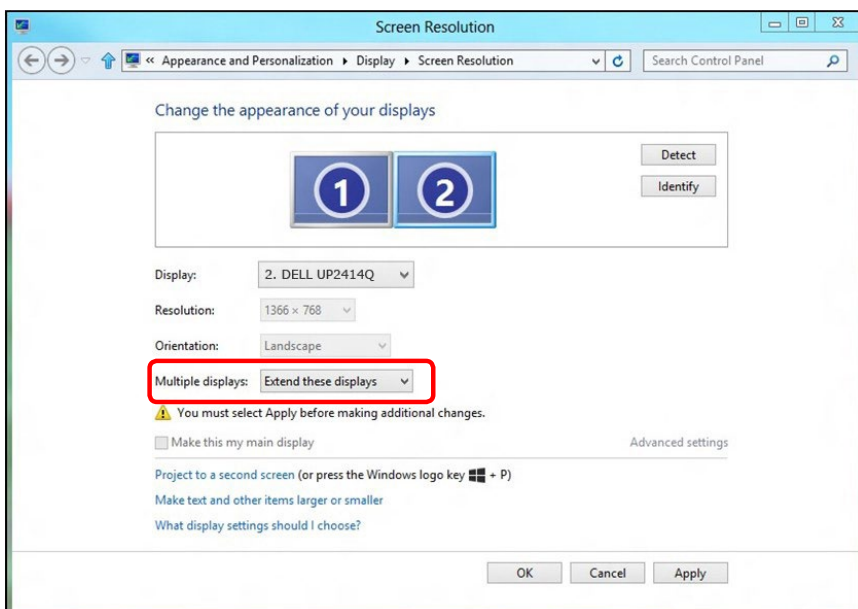 Screen Resolution
« Appearance and Personalization ▸ Display ▸ Screen Resolution
Search Control Panel
Change the appearance of your displays
1 2
Detect
Identify
Display: 2. DELL UP2414Q
Resolution: 1366 × 768
Orientation: Landscape
Multiple displays: Extend these displays
You must select Apply before making additional changes.
Make this my main display Advanced settings
Project to a second screen (or press the Windows logo key + P)
Make text and other items larger or smaller
What display settings should I choose?
OK Cancel Apply